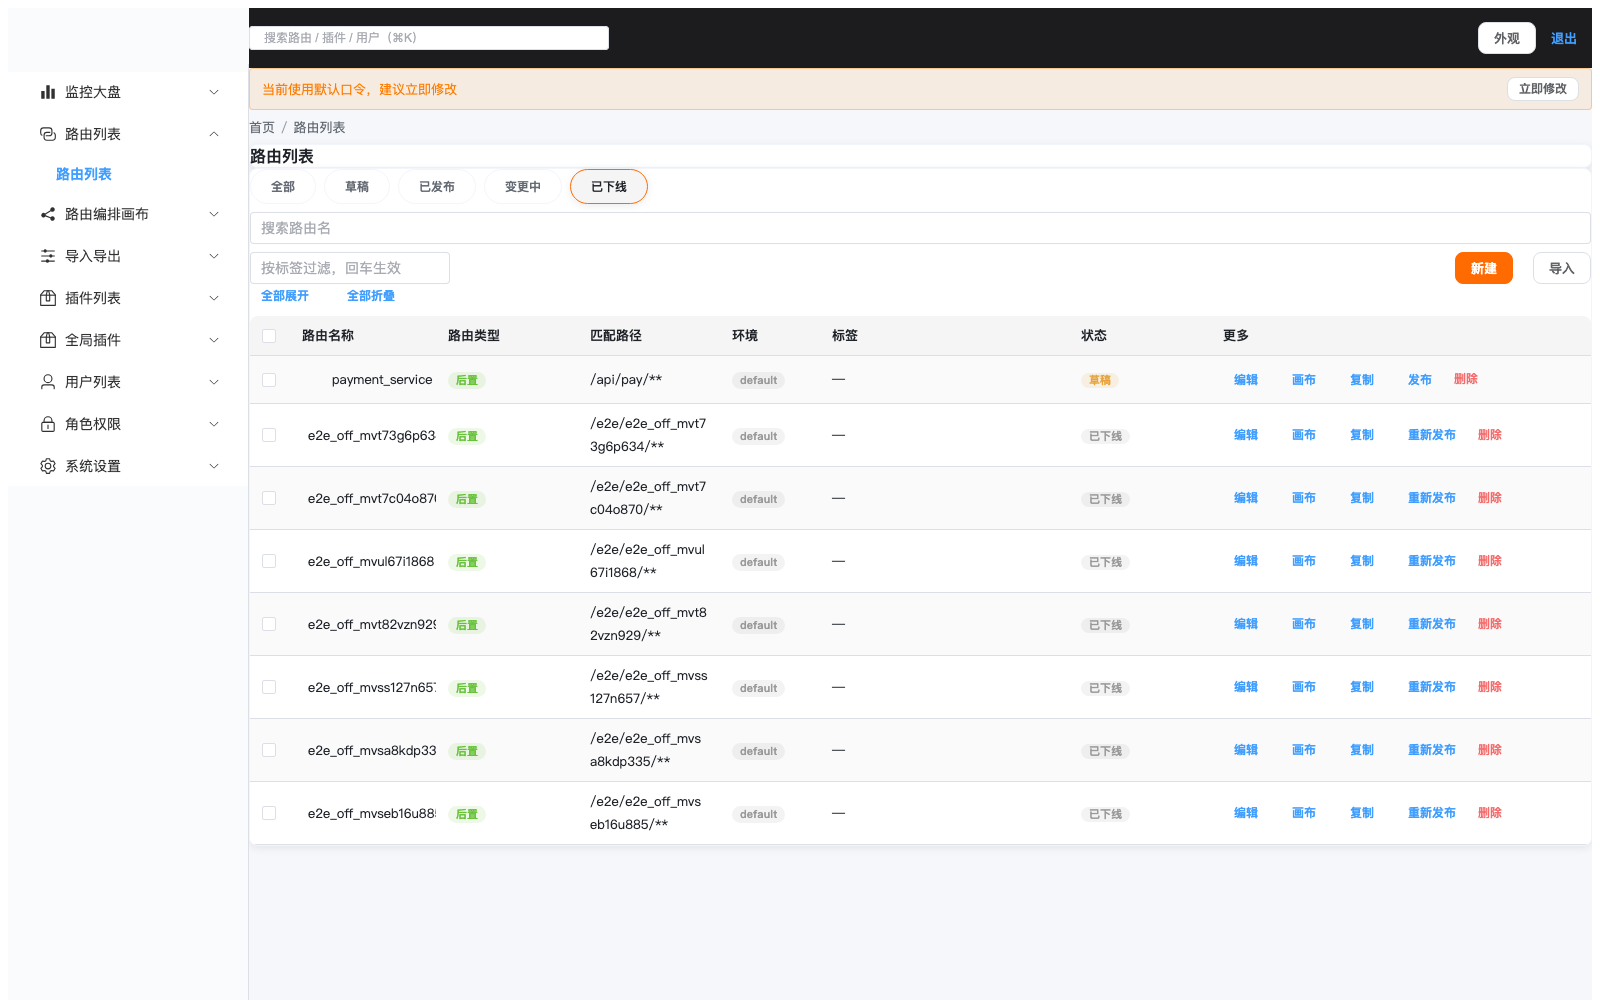 搜索路由 / 插件 / 用户（⌘K）
外观
退出
监控大盘
路由列表
路由列表
路由编排画布
导入导出
插件列表
全局插件
用户列表
角色权限
系统设置
当前使用默认口令，建议立即修改
立即修改
首页 / 路由列表
路由列表
全部 草稿 已发布 变更中 已下线
搜索路由名
按标签过滤，回车生效
新建 导入
全部展开 全部折叠
路由名称 路由类型 匹配路径 环境 标签 状态 更多
payment_service 后置 /api/pay/** default — 草稿 编辑 画布 复制 发布 删除
e2e_off_mvt73g6p63 后置 /e2e/e2e_off_mvt7 default — 已下线 编辑 画布 复制 重新发布 删除
3g6p634/**
e2e_off_mvt7c04o87 后置 /e2e/e2e_off_mvt7 default — 已下线 编辑 画布 复制 重新发布 删除
c04o870/**
e2e_off_mvul67i1868 后置 /e2e/e2e_off_mvul default — 已下线 编辑 画布 复制 重新发布 删除
67i1868/**
e2e_off_mvt82vzn929 后置 /e2e/e2e_off_mvt8 default — 已下线 编辑 画布 复制 重新发布 删除
2vzn929/**
e2e_off_mvss127n657 后置 /e2e/e2e_off_mvss default — 已下线 编辑 画布 复制 重新发布 删除
127n657/**
e2e_off_mvsa8kdp33 后置 /e2e/e2e_off_mvs default — 已下线 编辑 画布 复制 重新发布 删除
a8kdp335/**
e2e_off_mvseb16u88 后置 /e2e/e2e_off_mvs default — 已下线 编辑 画布 复制 重新发布 删除
eb16u885/**